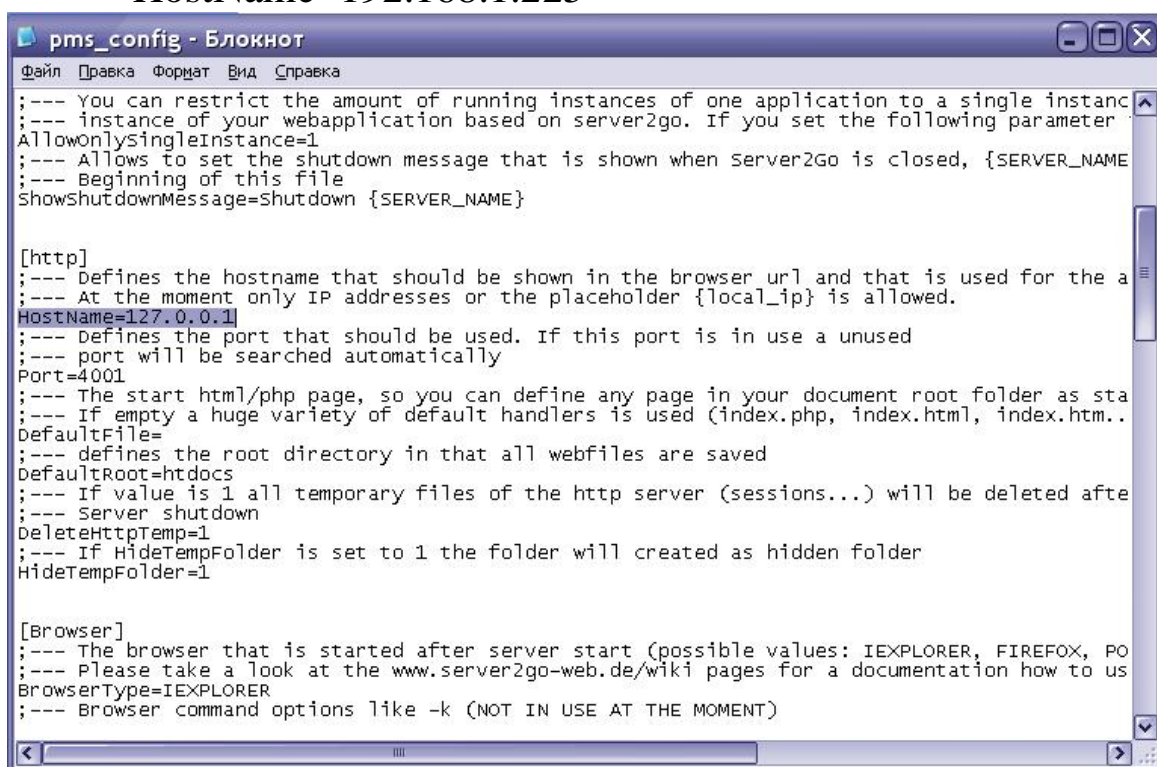 HostName=192.168.1.223
pms_config - Блокнот
Файл Правка Формат Вид Справка
;--- You can restrict the amount of running instances of one application to a single instanc
;--- instance of your webapplication based on server2go. If you set the following parameter
AllowOnlySingleInstance=1
;--- Allows to set the shutdown message that is shown when Server2Go is closed, {SERVER_NAME
;--- Beginning of this file
ShowShutdownMessage=Shutdown {SERVER_NAME}
[http]
;--- Defines the hostname that should be shown in the browser url and that is used for the a
;--- At the moment only IP addresses or the placeholder {local_ip} is allowed.
HostName=127.0.0.1
;--- Defines the port that should be used. If this port is in use a unused
;--- port will be searched automatically
Port=4001
;--- The start html/php page, so you can define any page in your document root folder as sta
;--- If empty a huge variety of default handlers is used (index.php, index.html, index.htm..
DefaultFile=
;--- defines the root directory in that all webfiles are saved
DefaultRoot=htdocs
;--- If value is 1 all temporary files of the http server (sessions...) will be deleted afte
;--- Server shutdown
DeleteHttpTemp=1
;--- If HideTempFolder is set to 1 the folder will created as hidden folder
HideTempFolder=1
[Browser]
;--- The browser that is started after server start (possible values: IEXPLORER, FIREFOX, PO
;--- Please take a look at the www.server2go-web.de/wiki pages for a documentation how to us
BrowserType=IEXPLORER
;--- Browser command options like -k (NOT IN USE AT THE MOMENT)